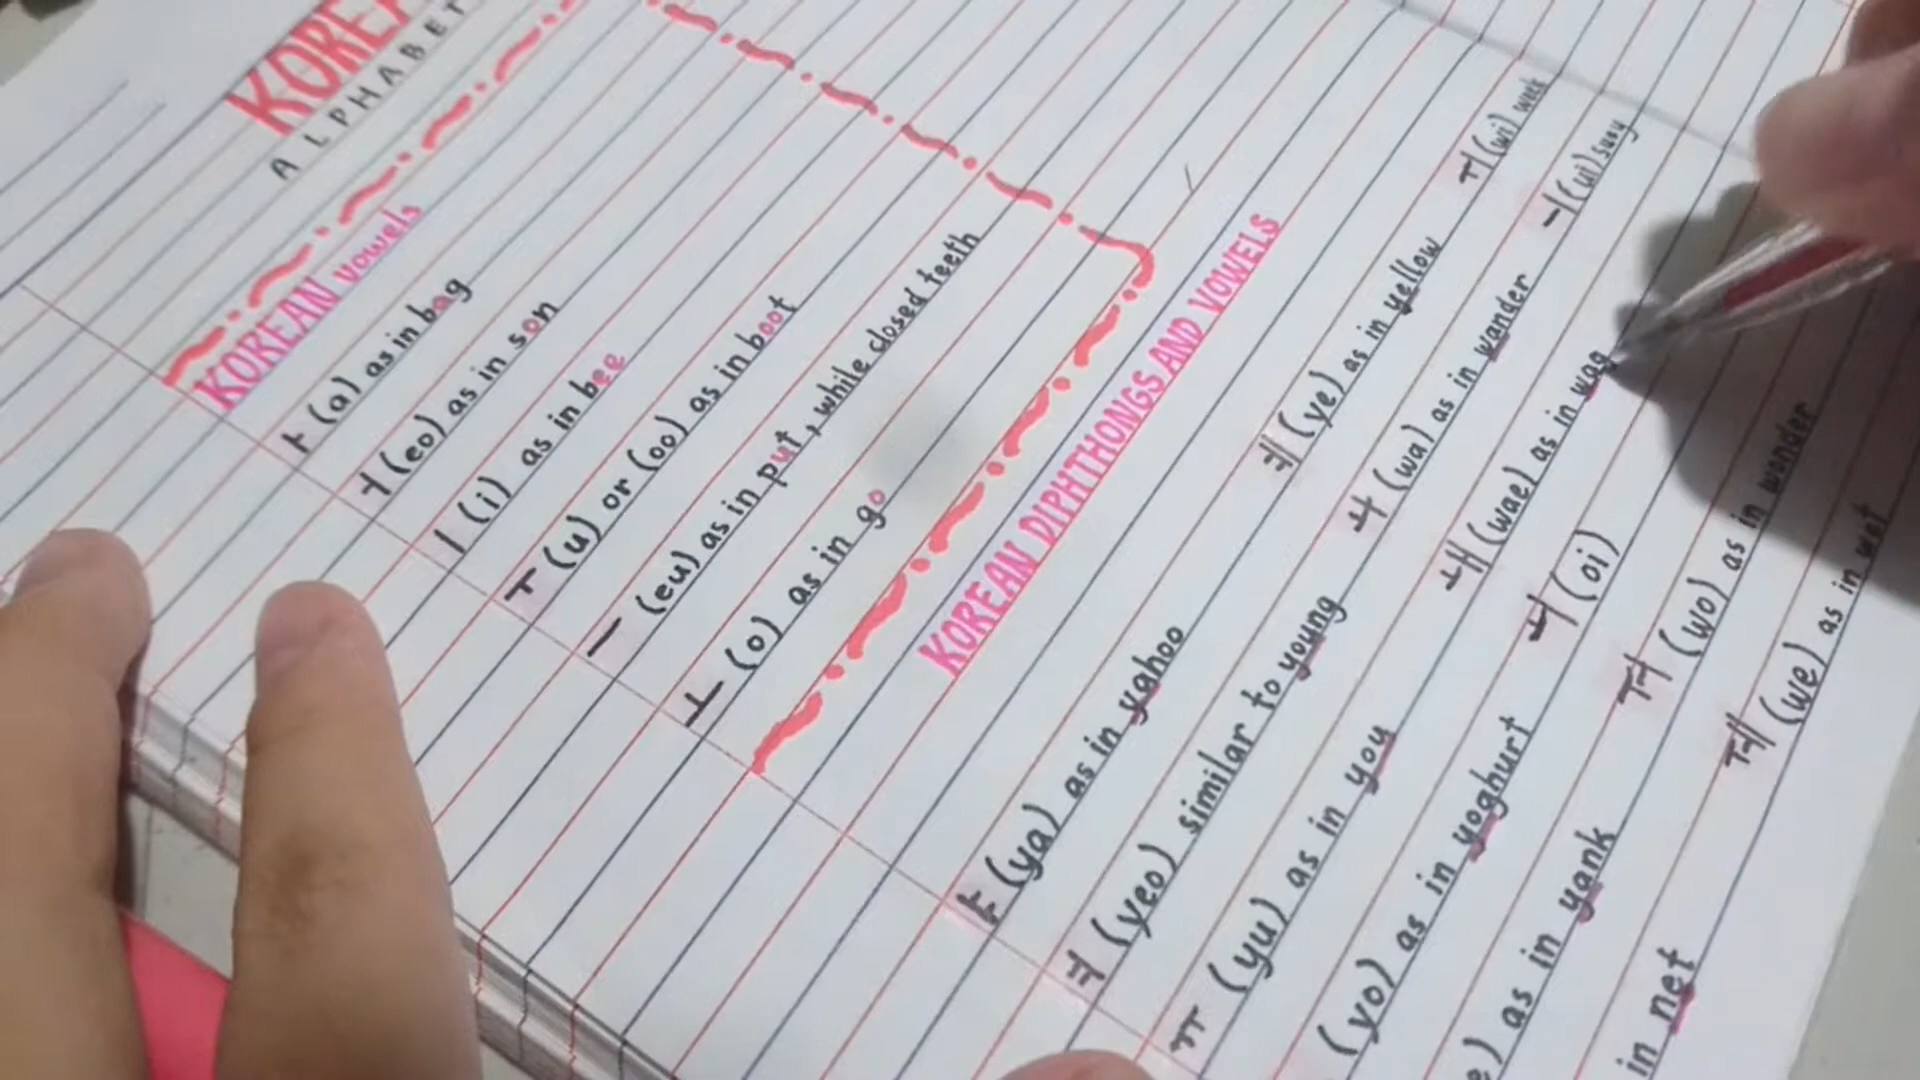 KOREA
ALPHABET
KOREAN vowels
ㅏ (a) as in bag
ㅓ (eo) as in son
ㅣ (i) as in bee
ㅜ (u) or (oo) as in boot
ㅡ (eu) as in put, while closed teeth
ㅗ (o) as in go
KOREAN DIPHTHONGS AND VOWELS
ㅑ (ya) as in yahoo
ㅕ (yeo) similar to young
ㅠ (yu) as in you
(yo) as in yoghurt
as in yank
in net
ㅖ (ye) as in yellow
ㅘ (wa) as in wander
ㅙ (wae) as in wag
ㅚ (oi)
ㅝ (wo) as in wonder
ㅞ (we) as in wet
ㅟ (wi) week
ㅢ (ui)